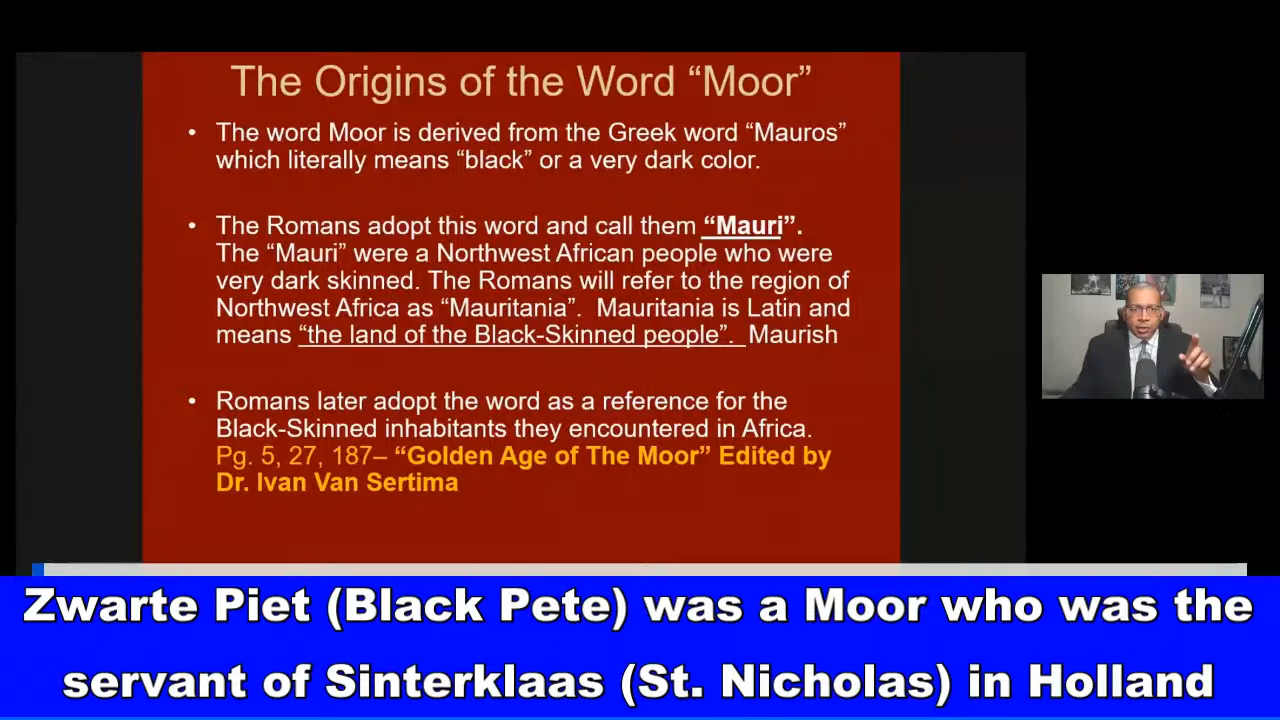 The Origins of the Word “Moor”
• The word Moor is derived from the Greek word “Mauros”
which literally means “black” or a very dark color.
• The Romans adopt this word and call them “Mauri”.
The “Mauri” were a Northwest African people who were
very dark skinned. The Romans will refer to the region of
Northwest Africa as “Mauritania”. Mauritania is Latin and
means “the land of the Black-Skinned people”. Maurish
• Romans later adopt the word as a reference for the
Black-Skinned inhabitants they encountered in Africa.
Pg. 5, 27, 187– “Golden Age of The Moor” Edited by
Dr. Ivan Van Sertima
Zwarte Piet (Black Pete) was a Moor who was the
servant of Sinterklaas (St. Nicholas) in Holland